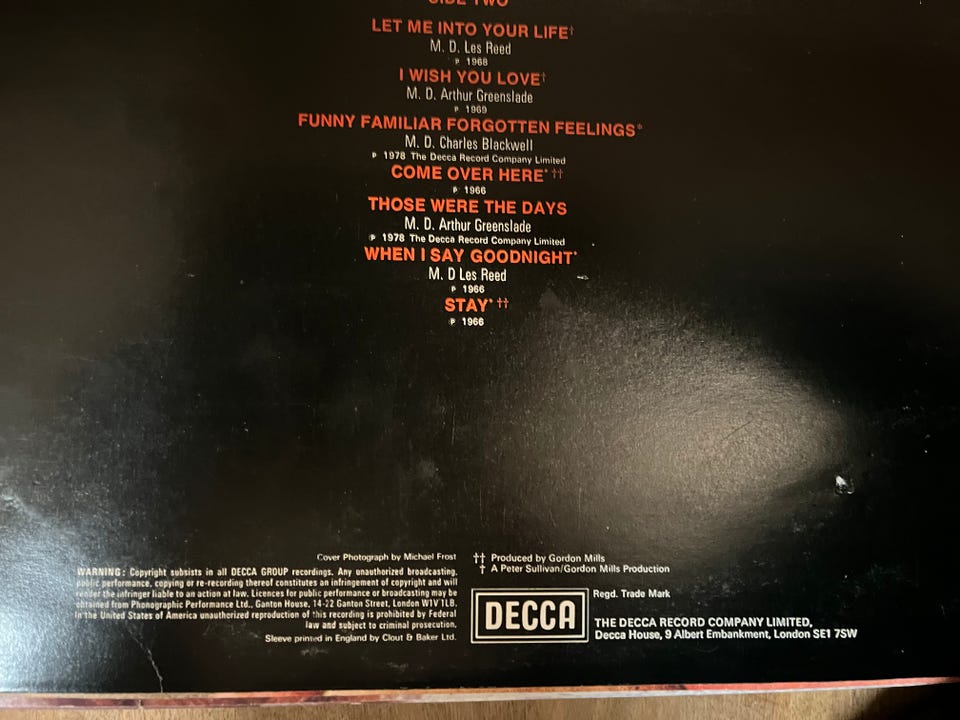 SIDE TWO
LET ME INTO YOUR LIFE†
M. D. Les Reed
℗ 1968
I WISH YOU LOVE†
M. D. Arthur Greenslade
℗ 1969
FUNNY FAMILIAR FORGOTTEN FEELINGS*
M. D. Charles Blackwell
℗ 1978 The Decca Record Company Limited
COME OVER HERE* ††
℗ 1966
THOSE WERE THE DAYS
M. D. Arthur Greenslade
℗ 1978 The Decca Record Company Limited
WHEN I SAY GOODNIGHT*
M. D Les Reed
℗ 1966
STAY* ††
℗ 1966
Cover Photograph by Michael Frost
WARNING: Copyright subsists in all DECCA GROUP recordings. Any unauthorized broadcasting,
public performance, copying or re-recording thereof constitutes an infringement of copyright and will
render the infringer liable to an action at law. Licences for public performance or broadcasting may be
obtained from Phonographic Performance Ltd., Ganton House, 14-22 Ganton Street, London W1V 1LB.
In the United States of America unauthorized reproduction of this recording is prohibited by Federal
law and subject to criminal prosecution.
Sleeve printed in England by Clout & Baker Ltd.
†† Produced by Gordon Mills
† A Peter Sullivan/Gordon Mills Production
DECCA
Regd. Trade Mark
THE DECCA RECORD COMPANY LIMITED,
Decca House, 9 Albert Embankment, London SE1 7SW